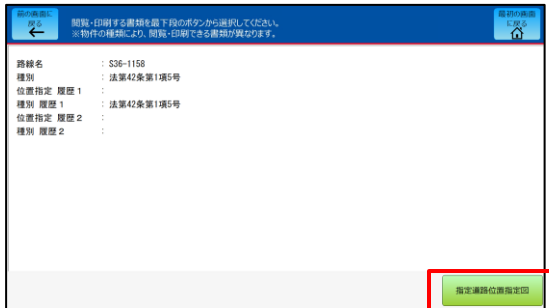 前の画面に
戻る
閲覧・印刷する書類を最下段のボタンから選択してください。
※物件の種類により、閲覧・印刷できる書類が異なります。
最初の画面
に戻る
路線名 : S36-1158
種別 : 法第42条第1項5号
位置指定 履歴1 :
種別 履歴1 : 法第42条第1項5号
位置指定 履歴2 :
種別 履歴2 :
指定道路位置指定図